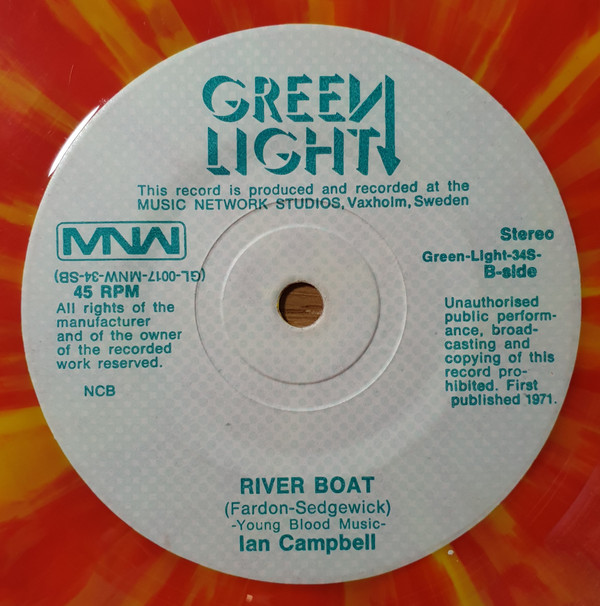 GREEN
LIGHT
This record is produced and recorded at the
MUSIC NETWORK STUDIOS, Vaxholm, Sweden
MNW
(GL-0017-MNW-34-SB)
45 RPM
All rights of the
manufacturer
and of the owner
of the recorded
work reserved.
NCB
Stereo
Green-Light-34S-
B-side
Unauthorised
public perform-
ance, broad-
casting and
copying of this
record pro-
hibited. First
published 1971.
RIVER BOAT
(Fardon-Sedgewick)
-Young Blood Music-
Ian Campbell